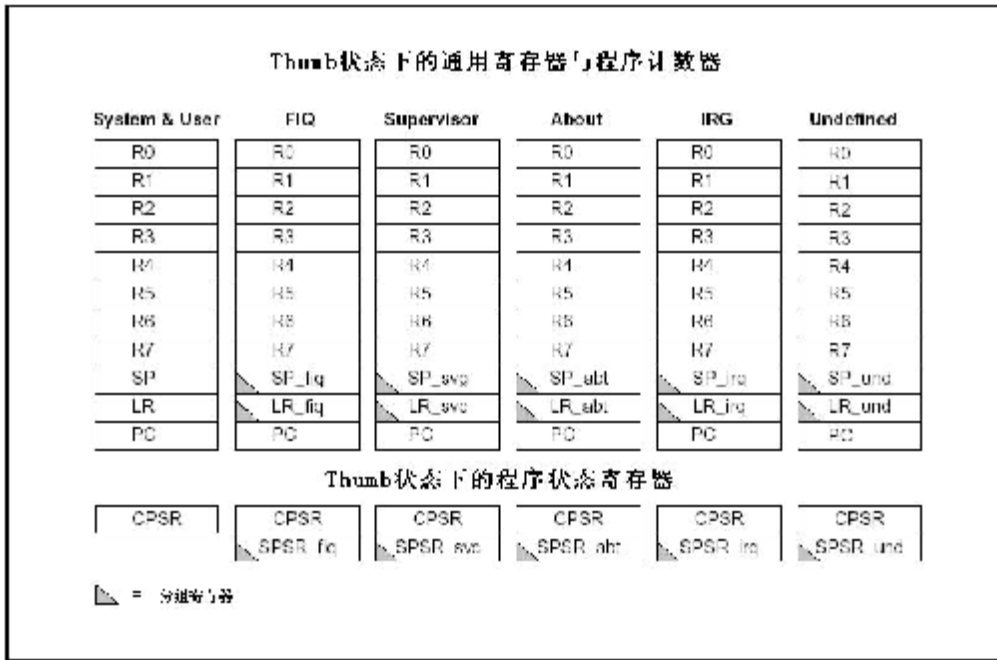 Thumb状态下的通用寄存器与程序计数器
System & User FIQ Supervisor About IRG Undefined
R0 R0 R0 R0 R0 R0
R1 R1 R1 R1 R1 R1
R2 R2 R2 R2 R2 R2
R3 R3 R3 R3 R3 R3
R4 R4 R4 R4 R4 R4
R5 R5 R5 R5 R5 R5
R6 R6 R6 R6 R6 R6
R7 R7 R7 R7 R7 R7
SP SP_fiq SP_svg SP_abt SP_irq SP_und
LR LR_fiq LR_svc LR_abt LR_irq LR_und
PC PC PC PC PC PC
Thumb状态下的程序状态寄存器
CPSR CPSR CPSR CPSR CPSR CPSR
SPSR_fiq SPSR_svc SPSR_abt SPSR_irq SPSR_und
= 分组寄存器